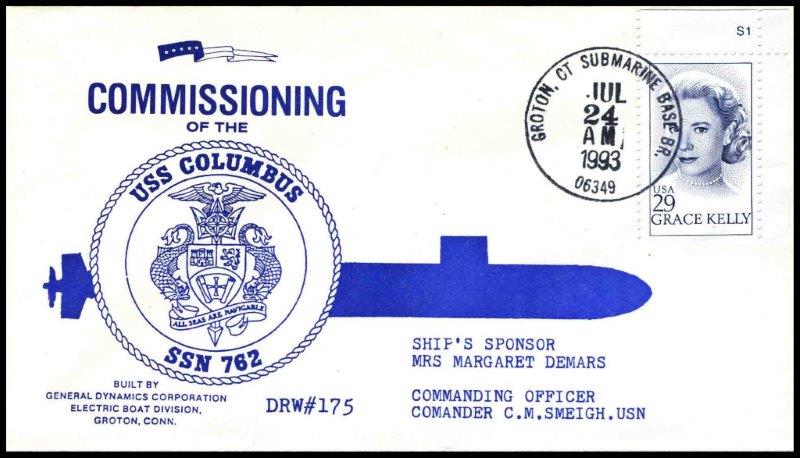 COMMISSIONING
OF THE
USS COLUMBUS
ALL SEAS ARE NAVIGABLE
SSN 762
BUILT BY
GENERAL DYNAMICS CORPORATION
ELECTRIC BOAT DIVISION,
GROTON, CONN.
DRW#175
GROTON, CT SUBMARINE BASE BR.
JUL
24
AM
1993
06349
S1
USA
29
GRACE KELLY
SHIP'S SPONSOR
MRS MARGARET DEMARS
COMMANDING OFFICER
COMANDER C.M.SMEIGH.USN